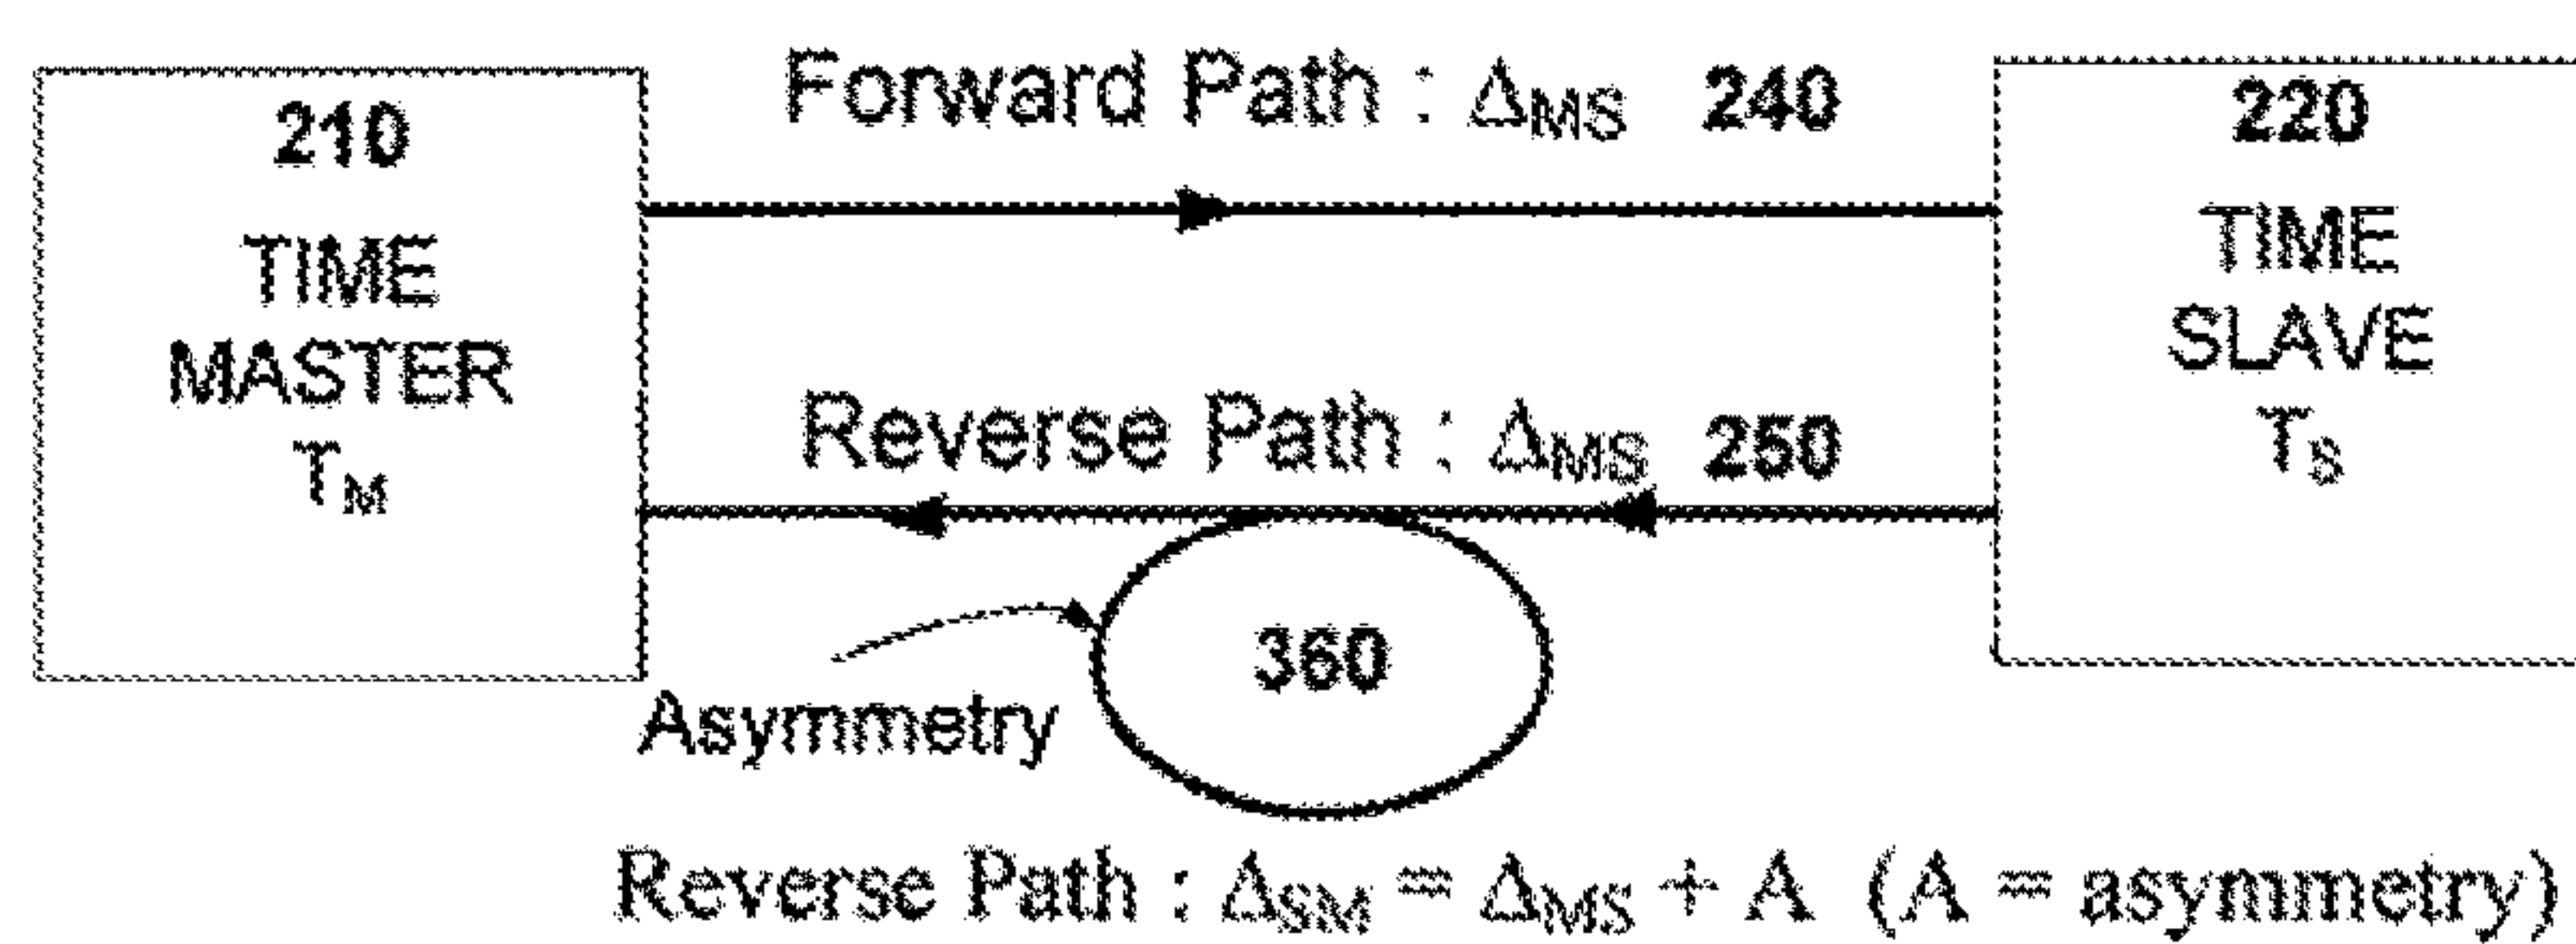 210
TIME
MASTER
TM
Forward Path : ΔMS 240
220
TIME
SLAVE
TS
Reverse Path : ΔMS 250
360
Asymmetry
Reverse Path : ΔSM = ΔMS + A (A = asymmetry)